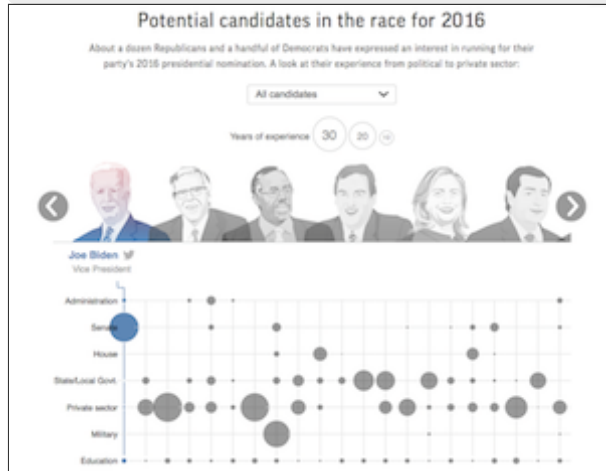 Potential candidates in the race for 2016
About a dozen Republicans and a handful of Democrats have expressed an interest in running for their
party's 2016 presidential nomination. A look at their experience from political to private sector:
All candidates
Years of experience 30 20 10
Joe Biden
Vice President
Administration
Senate
House
State/Local Govt.
Private sector
Military
Education